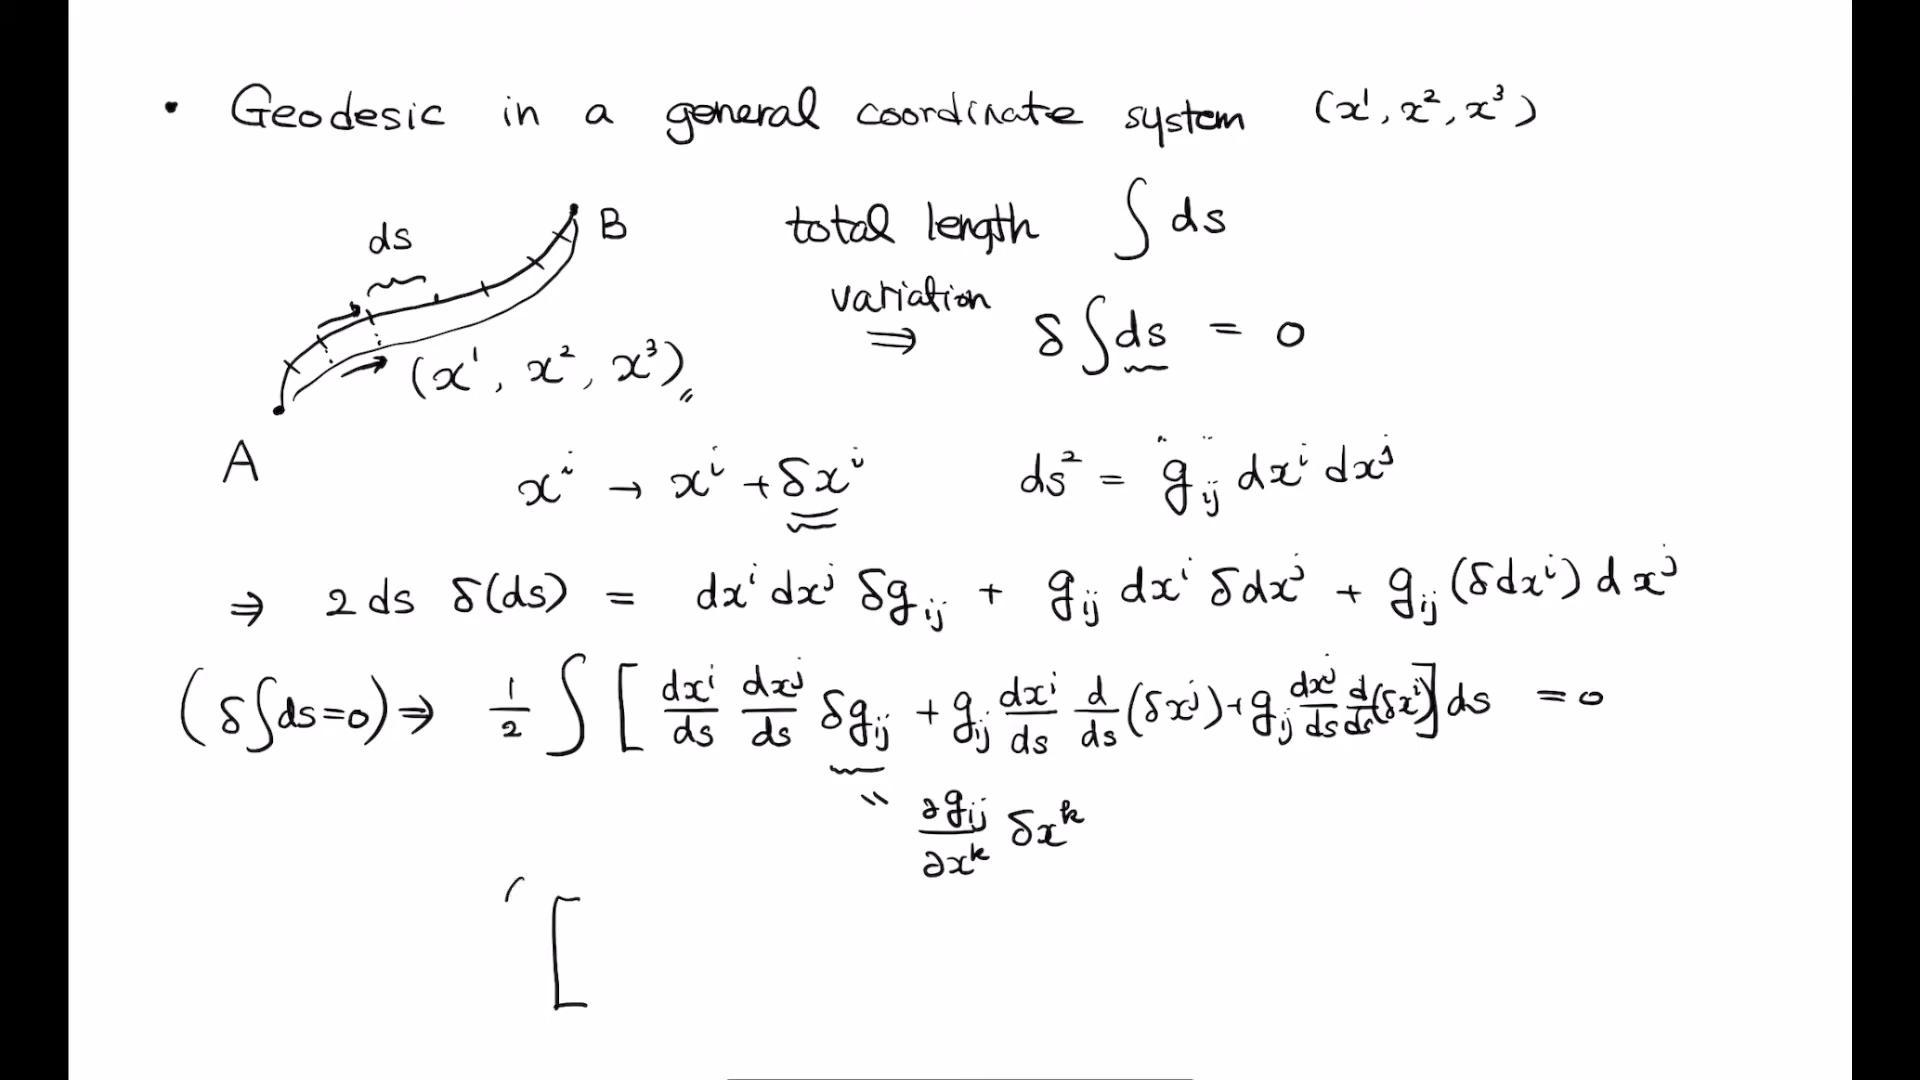 • Geodesic in a general coordinate system (x¹, x², x³)
ds
B
total length ∫ ds
variation
⇒ δ∫ds = 0
(x¹, x², x³)〃
A
xⁱ → xⁱ + δxⁱ ds² = gᵢⱼ dxⁱ dxʲ
⇒ 2 ds δ(ds) = dxⁱ dxʲ δgᵢⱼ + gᵢⱼ dxⁱ δdxʲ + gᵢⱼ (δdxⁱ) dxʲ
(δ∫ds=0) ⇒ 1/2 ∫ [ dxⁱ/ds dxʲ/ds δgᵢⱼ + gᵢⱼ dxⁱ/ds d/ds (δxʲ) + gᵢⱼ dxʲ/ds d/ds (δxⁱ) ] ds = 0
〃 ∂gᵢⱼ/∂xᵏ δxᵏ
[